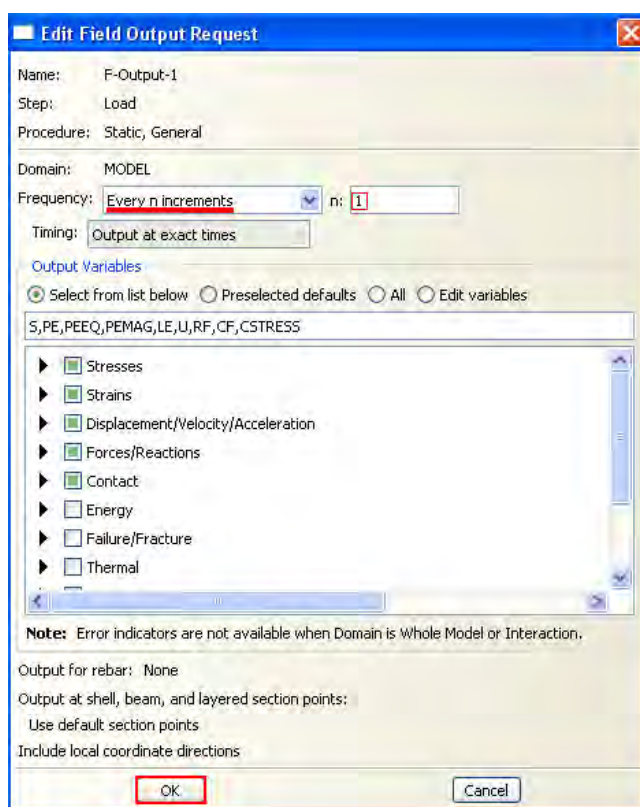 Edit Field Output Request
Name: F-Output-1
Step: Load
Procedure: Static, General
Domain: MODEL
Frequency: Every n increments n: 1
Timing: Output at exact times
Output Variables
Select from list below Preselected defaults All Edit variables
S,PE,PEEQ,PEMAG,LE,U,RF,CF,CSTRESS
Stresses
Strains
Displacement/Velocity/Acceleration
Forces/Reactions
Contact
Energy
Failure/Fracture
Thermal
Note: Error indicators are not available when Domain is Whole Model or Interaction.
Output for rebar: None
Output at shell, beam, and layered section points:
Use default section points
Include local coordinate directions
OK Cancel